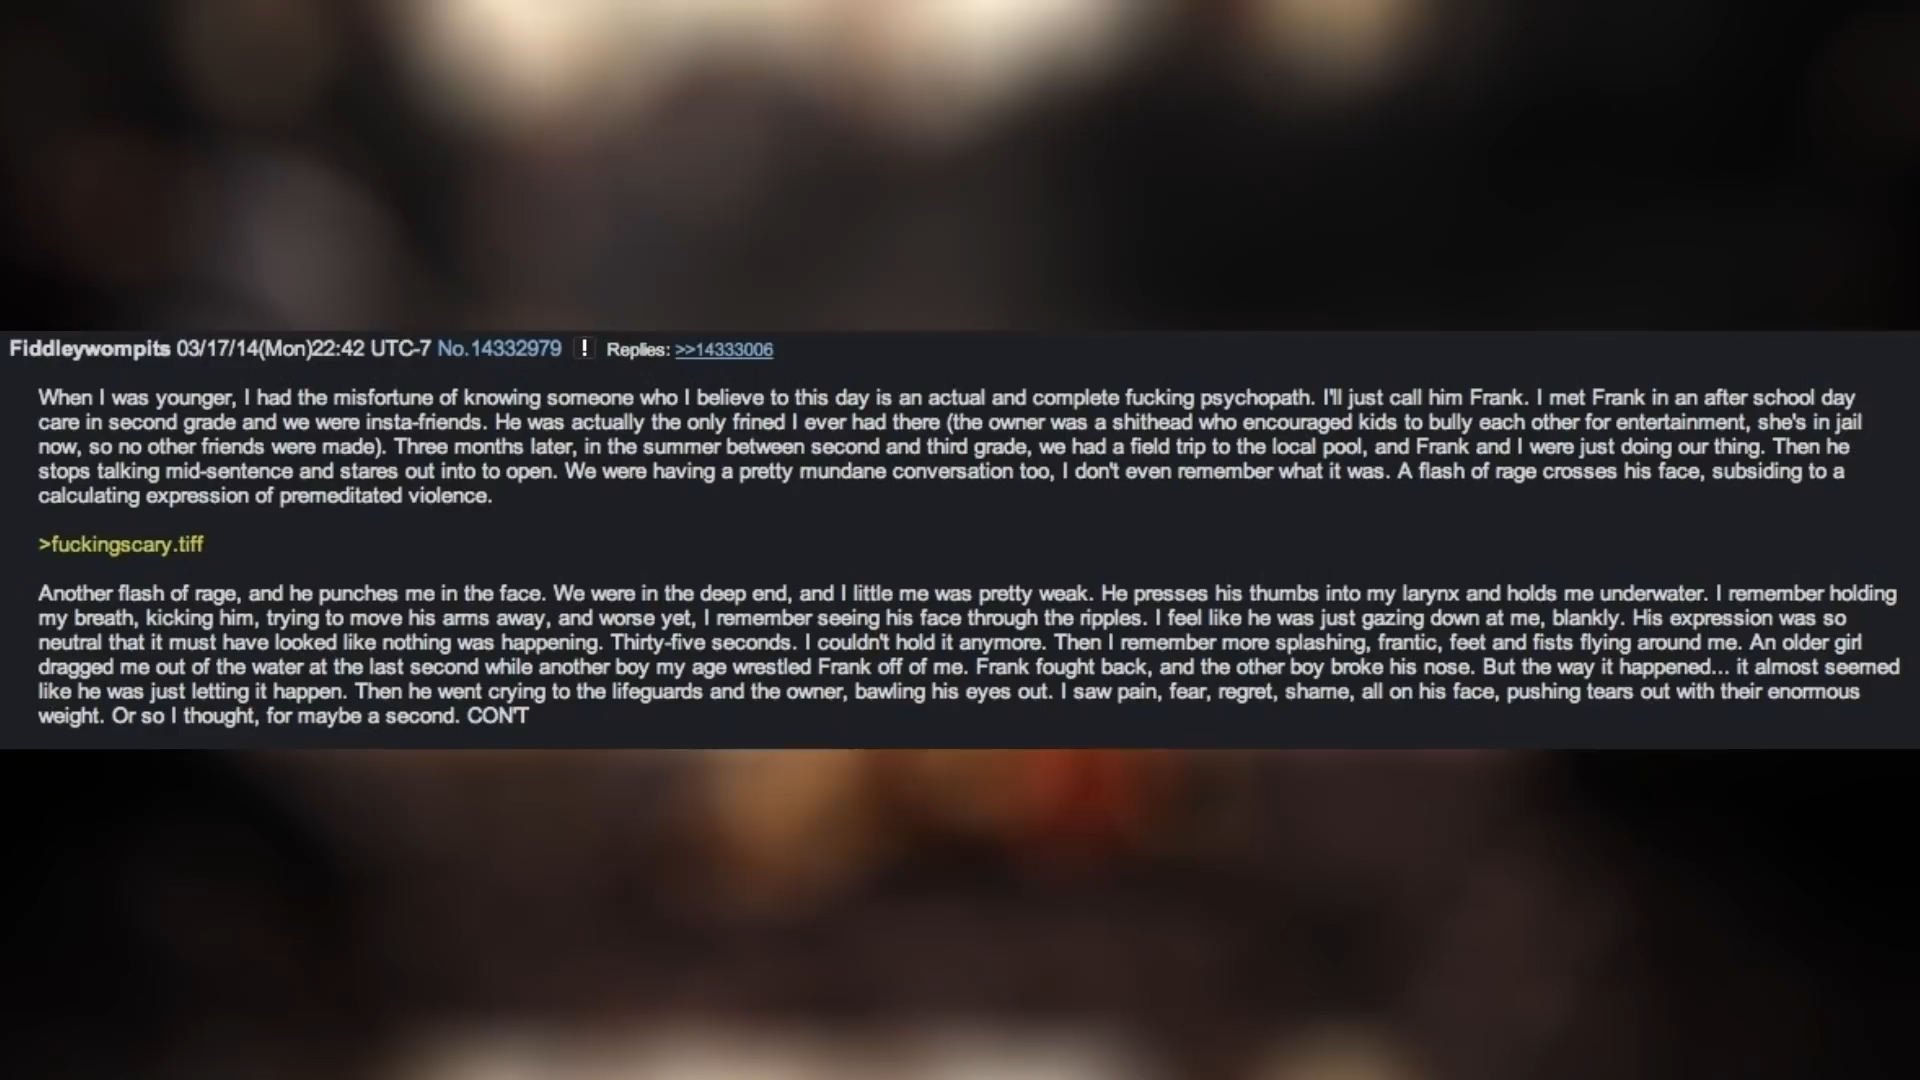 Fiddleywompits 03/17/14(Mon)22:42 UTC-7 No.14332979 ! Replies: >>14333006
When I was younger, I had the misfortune of knowing someone who I believe to this day is an actual and complete fucking psychopath. I'll just call him Frank. I met Frank in an after school day
care in second grade and we were insta-friends. He was actually the only frined I ever had there (the owner was a shithead who encouraged kids to bully each other for entertainment, she's in jail
now, so no other friends were made). Three months later, in the summer between second and third grade, we had a field trip to the local pool, and Frank and I were just doing our thing. Then he
stops talking mid-sentence and stares out into to open. We were having a pretty mundane conversation too, I don't even remember what it was. A flash of rage crosses his face, subsiding to a
calculating expression of premeditated violence.
>fuckingscary.tiff
Another flash of rage, and he punches me in the face. We were in the deep end, and I little me was pretty weak. He presses his thumbs into my larynx and holds me underwater. I remember holding
my breath, kicking him, trying to move his arms away, and worse yet, I remember seeing his face through the ripples. I feel like he was just gazing down at me, blankly. His expression was so
neutral that it must have looked like nothing was happening. Thirty-five seconds. I couldn't hold it anymore. Then I remember more splashing, frantic, feet and fists flying around me. An older girl
dragged me out of the water at the last second while another boy my age wrestled Frank off of me. Frank fought back, and the other boy broke his nose. But the way it happened... it almost seemed
like he was just letting it happen. Then he went crying to the lifeguards and the owner, bawling his eyes out. I saw pain, fear, regret, shame, all on his face, pushing tears out with their enormous
weight. Or so I thought, for maybe a second. CON'T